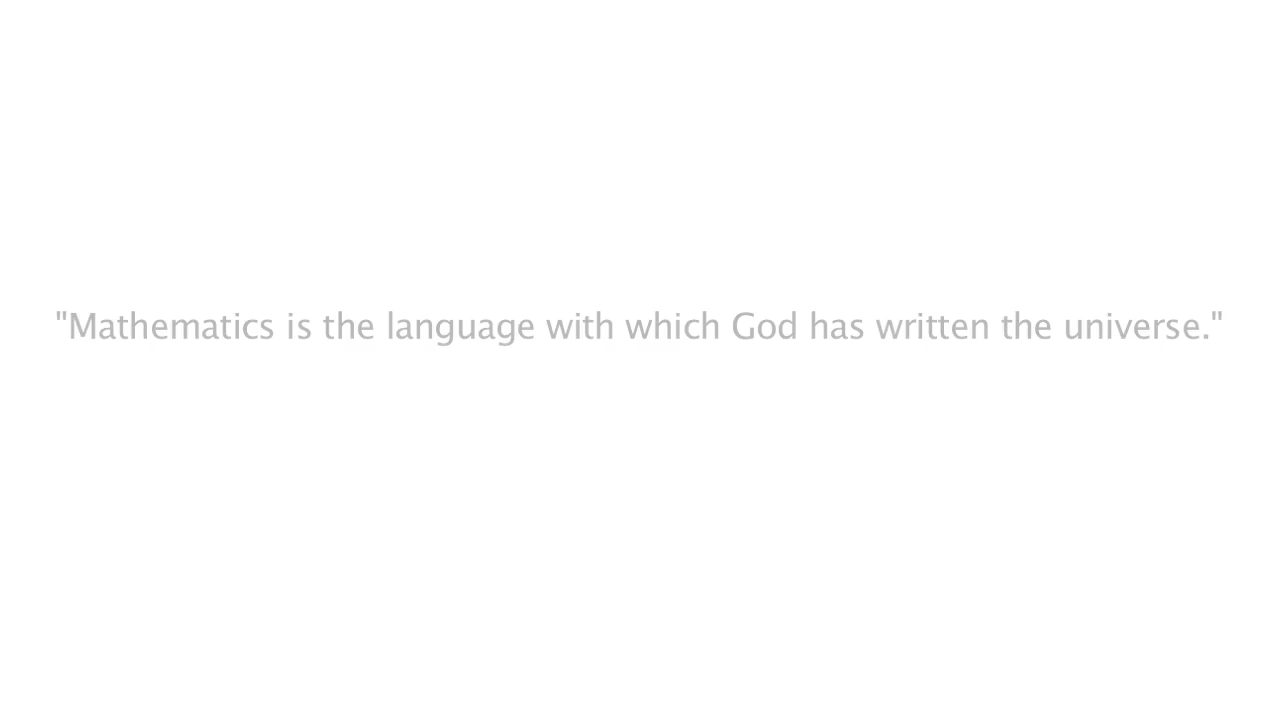 "Mathematics is the language with which God has written the universe."